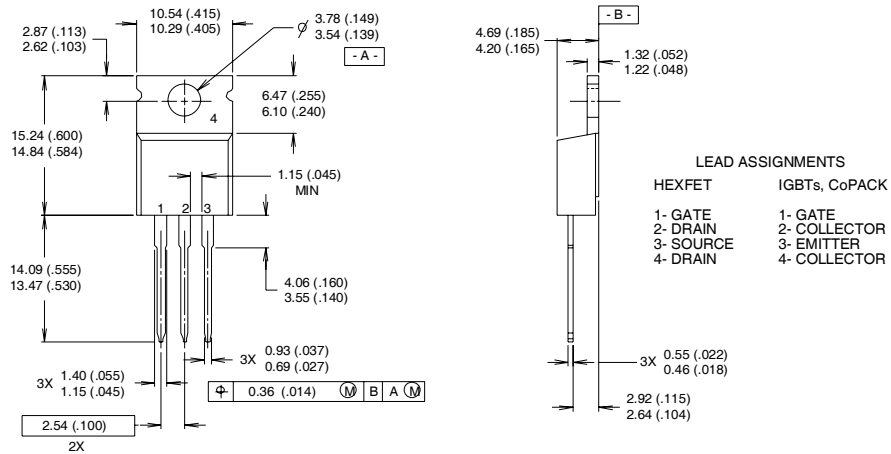 10.54 (.415)
10.29 (.405)
3.78 (.149)
3.54 (.139)
- A -
2.87 (.113)
2.62 (.103)
6.47 (.255)
6.10 (.240)
4
15.24 (.600)
14.84 (.584)
1.15 (.045)
MIN
1 2 3
14.09 (.555)
13.47 (.530)
4.06 (.160)
3.55 (.140)
3X 0.93 (.037)
0.69 (.027)
3X 1.40 (.055)
1.15 (.045)
⌖ 0.36 (.014) Ⓜ B A Ⓜ
2.54 (.100)
2X
- B -
4.69 (.185)
4.20 (.165)
1.32 (.052)
1.22 (.048)
3X 0.55 (.022)
0.46 (.018)
2.92 (.115)
2.64 (.104)
LEAD ASSIGNMENTS
HEXFET
1- GATE
2- DRAIN
3- SOURCE
4- DRAIN
IGBTs, CoPACK
1- GATE
2- COLLECTOR
3- EMITTER
4- COLLECTOR